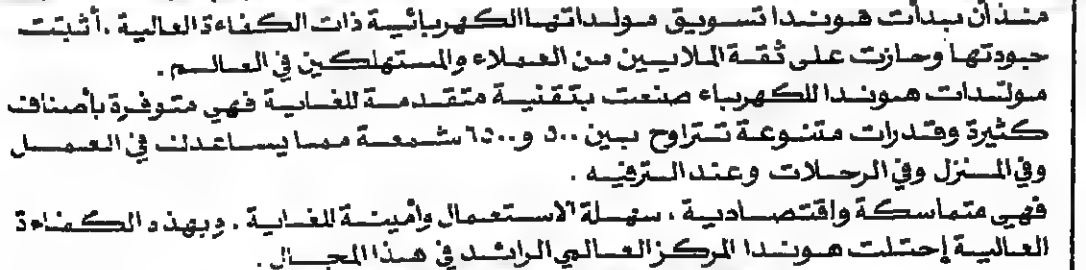 منذ أن بدأت هوندا تسويق مولداتها الكهربائية ذات الكفاءة العالية ، أثبتت
جودتها وحازت على ثقة الملايين من العملاء والمستهلكين في العالم .
مولّدات هوندا للكهرباء صنعت بتقنية متقدمة للغاية فهي متوفرة بأصناف
كثيرة وقدرات متنوعة تتراوح بين ٥٠٠ و ٦٥٠٠ شمعة مما يساعدك في العمل
وفي المنزل وفي الرحلات وعند الترفيه .
فهي متماسكة واقتصادية ، سهلة الاستعمال وأمينة للغاية . وبهذه الكفاءة
العالية إحتلت هوندا المركز العالمي الرائد في هذا المجال .